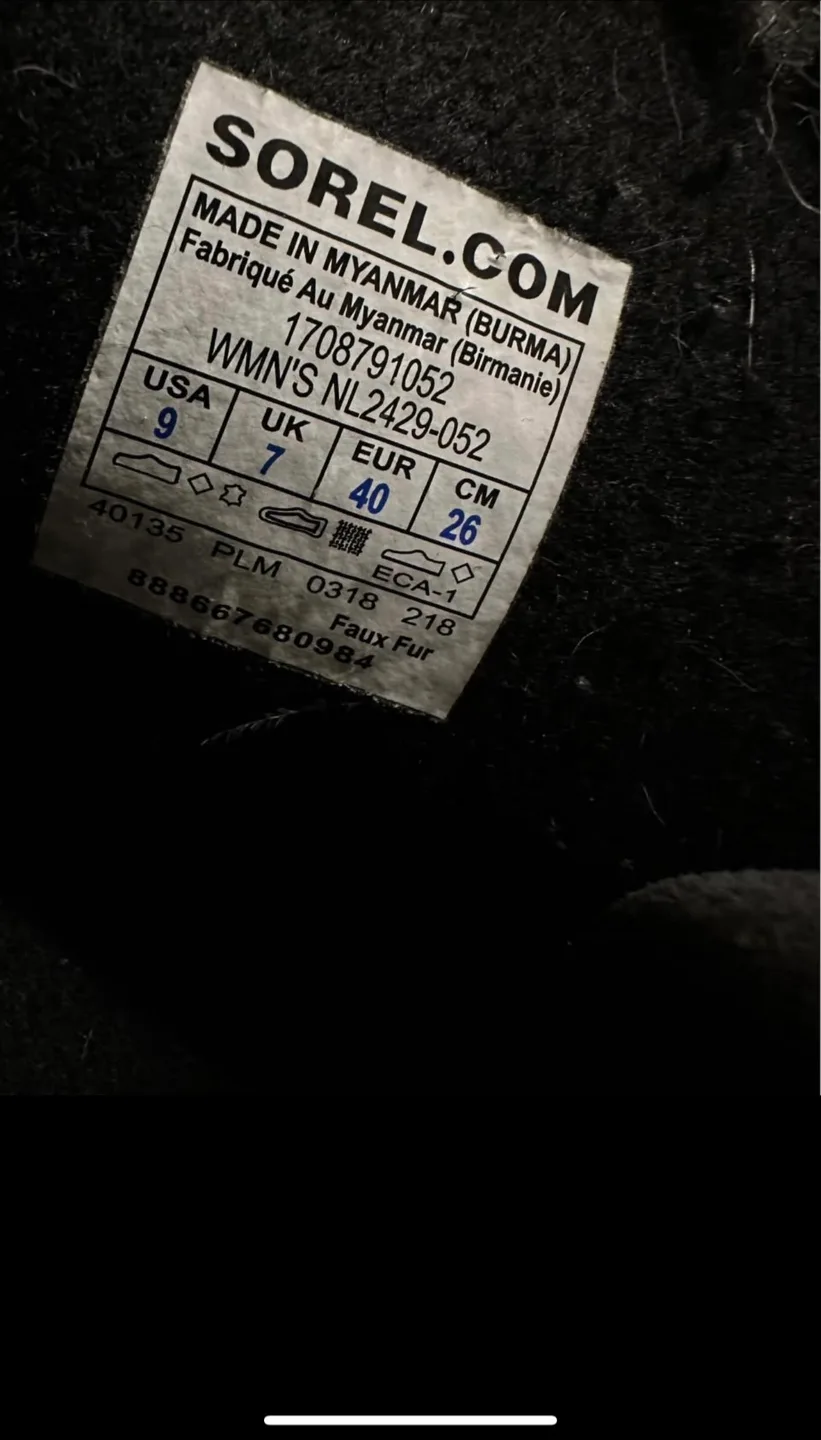 SOREL.COM
MADE IN MYANMAR (BURMA)
Fabriqué Au Myanmar (Birmanie)
1708791052
WMN'S NL2429-052
USA UK EUR CM
9 7 40 26
ECA-1
40135 PLM 0318 218
Faux Fur
888667680984